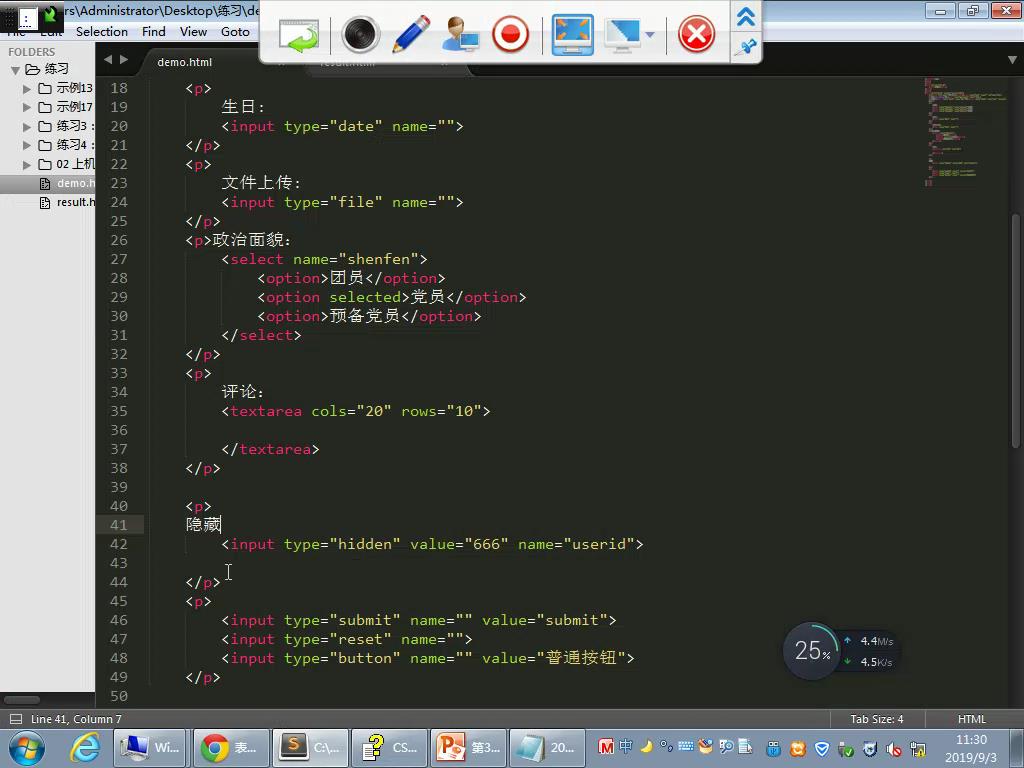 rs\Administrator\Desktop\练习\de
Edit Selection Find View Goto
FOLDERS
练习
示例13
示例17
练习3：
练习4：
02 上机
demo.h
result.h
demo.html
result.html
18 <p>
19 生日：
20 <input type="date" name="">
21 </p>
22 <p>
23 文件上传：
24 <input type="file" name="">
25 </p>
26 <p>政治面貌：
27 <select name="shenfen">
28 <option>团员</option>
29 <option selected>党员</option>
30 <option>预备党员</option>
31 </select>
32 </p>
33 <p>
34 评论：
35 <textarea cols="20" rows="10">
36
37 </textarea>
38 </p>
39
40 <p>
41 隐藏
42 <input type="hidden" value="666" name="userid">
43
44 </p>
45 <p>
46 <input type="submit" name="" value="submit">
47 <input type="reset" name="">
48 <input type="button" name="" value="普通按钮">
49 </p>
50
25%
4.4M/s
4.5K/s
Line 41, Column 7
Tab Size: 4
HTML
Wi...
表...
C:\...
CS...
第3...
20...
中
11:30
2019/9/3